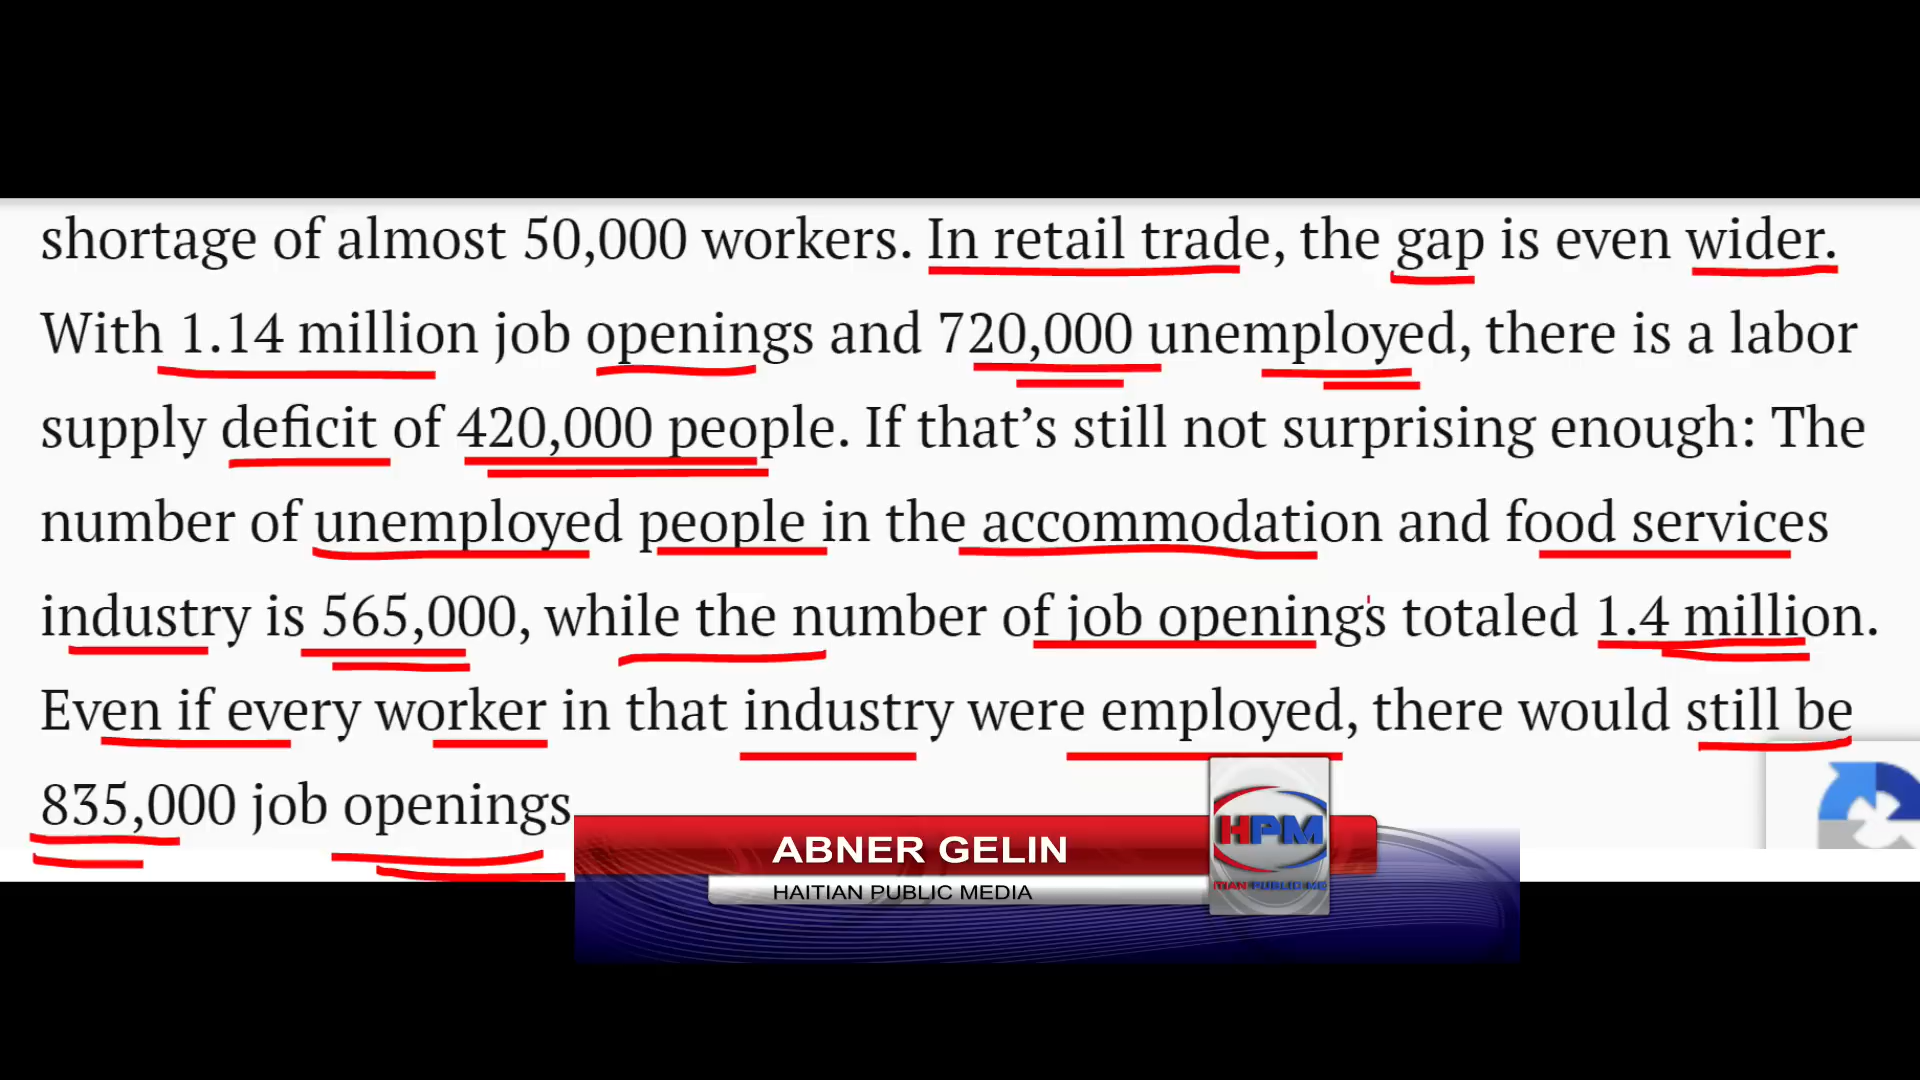 shortage of almost 50,000 workers. In retail trade, the gap is even wider.
With 1.14 million job openings and 720,000 unemployed, there is a labor
supply deficit of 420,000 people. If that’s still not surprising enough: The
number of unemployed people in the accommodation and food services
industry is 565,000, while the number of job openings totaled 1.4 million.
Even if every worker in that industry were employed, there would still be
835,000 job openings
ABNER GELIN
HAITIAN PUBLIC MEDIA
HPM